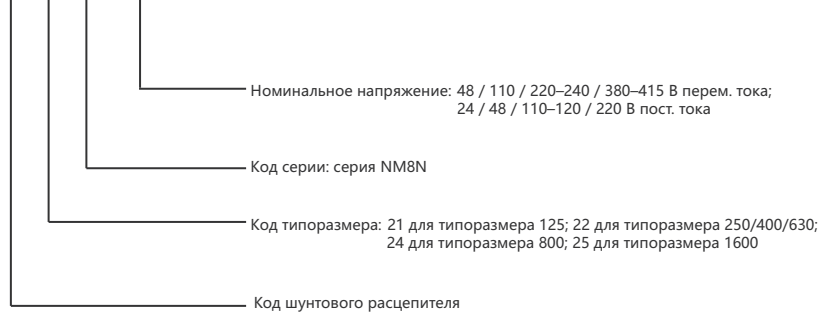 Номинальное напряжение: 48 / 110 / 220–240 / 380–415 В перем. тока;
24 / 48 / 110–120 / 220 В пост. тока
Код серии: серия NM8N
Код типоразмера: 21 для типоразмера 125; 22 для типоразмера 250/400/630;
24 для типоразмера 800; 25 для типоразмера 1600
Код шунтового расцепителя